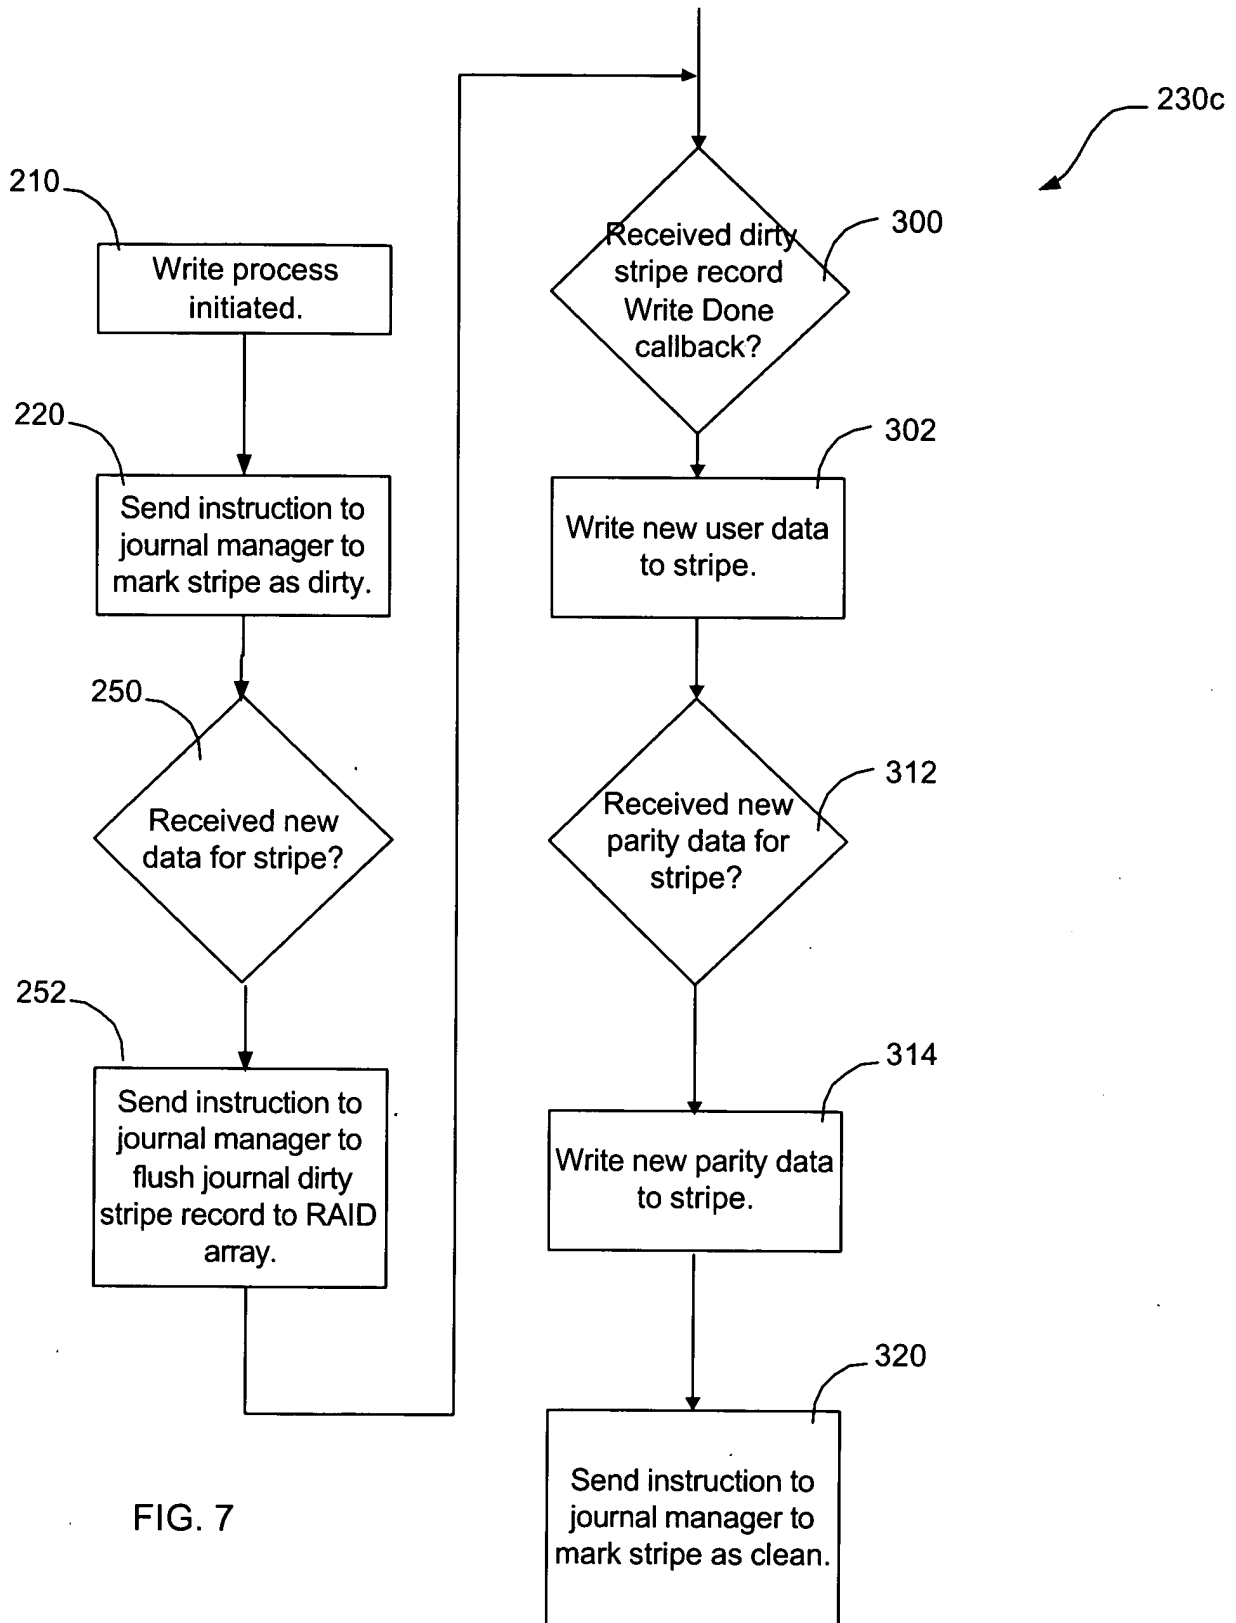 230c
210
Write process
initiated.
220
Send instruction to
journal manager to
mark stripe as dirty.
250
Received new
data for stripe?
252
Send instruction to
journal manager to
flush journal dirty
stripe record to RAID
array.
300
Received dirty
stripe record
Write Done
callback?
302
Write new user data
to stripe.
312
Received new
parity data for
stripe?
314
Write new parity data
to stripe.
320
Send instruction to
journal manager to
mark stripe as clean.
FIG. 7